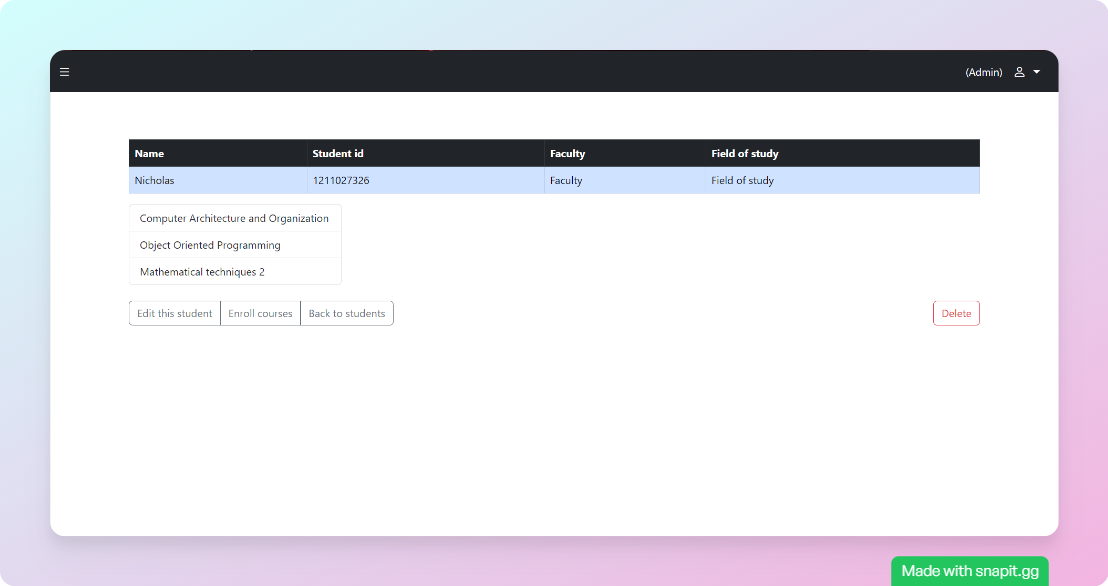 (Admin)
Name Student id Faculty Field of study
Nicholas 1211027326 Faculty Field of study
Computer Architecture and Organization
Object Oriented Programming
Mathematical techniques 2
Edit this student Enroll courses Back to students Delete
Made with snapit.gg